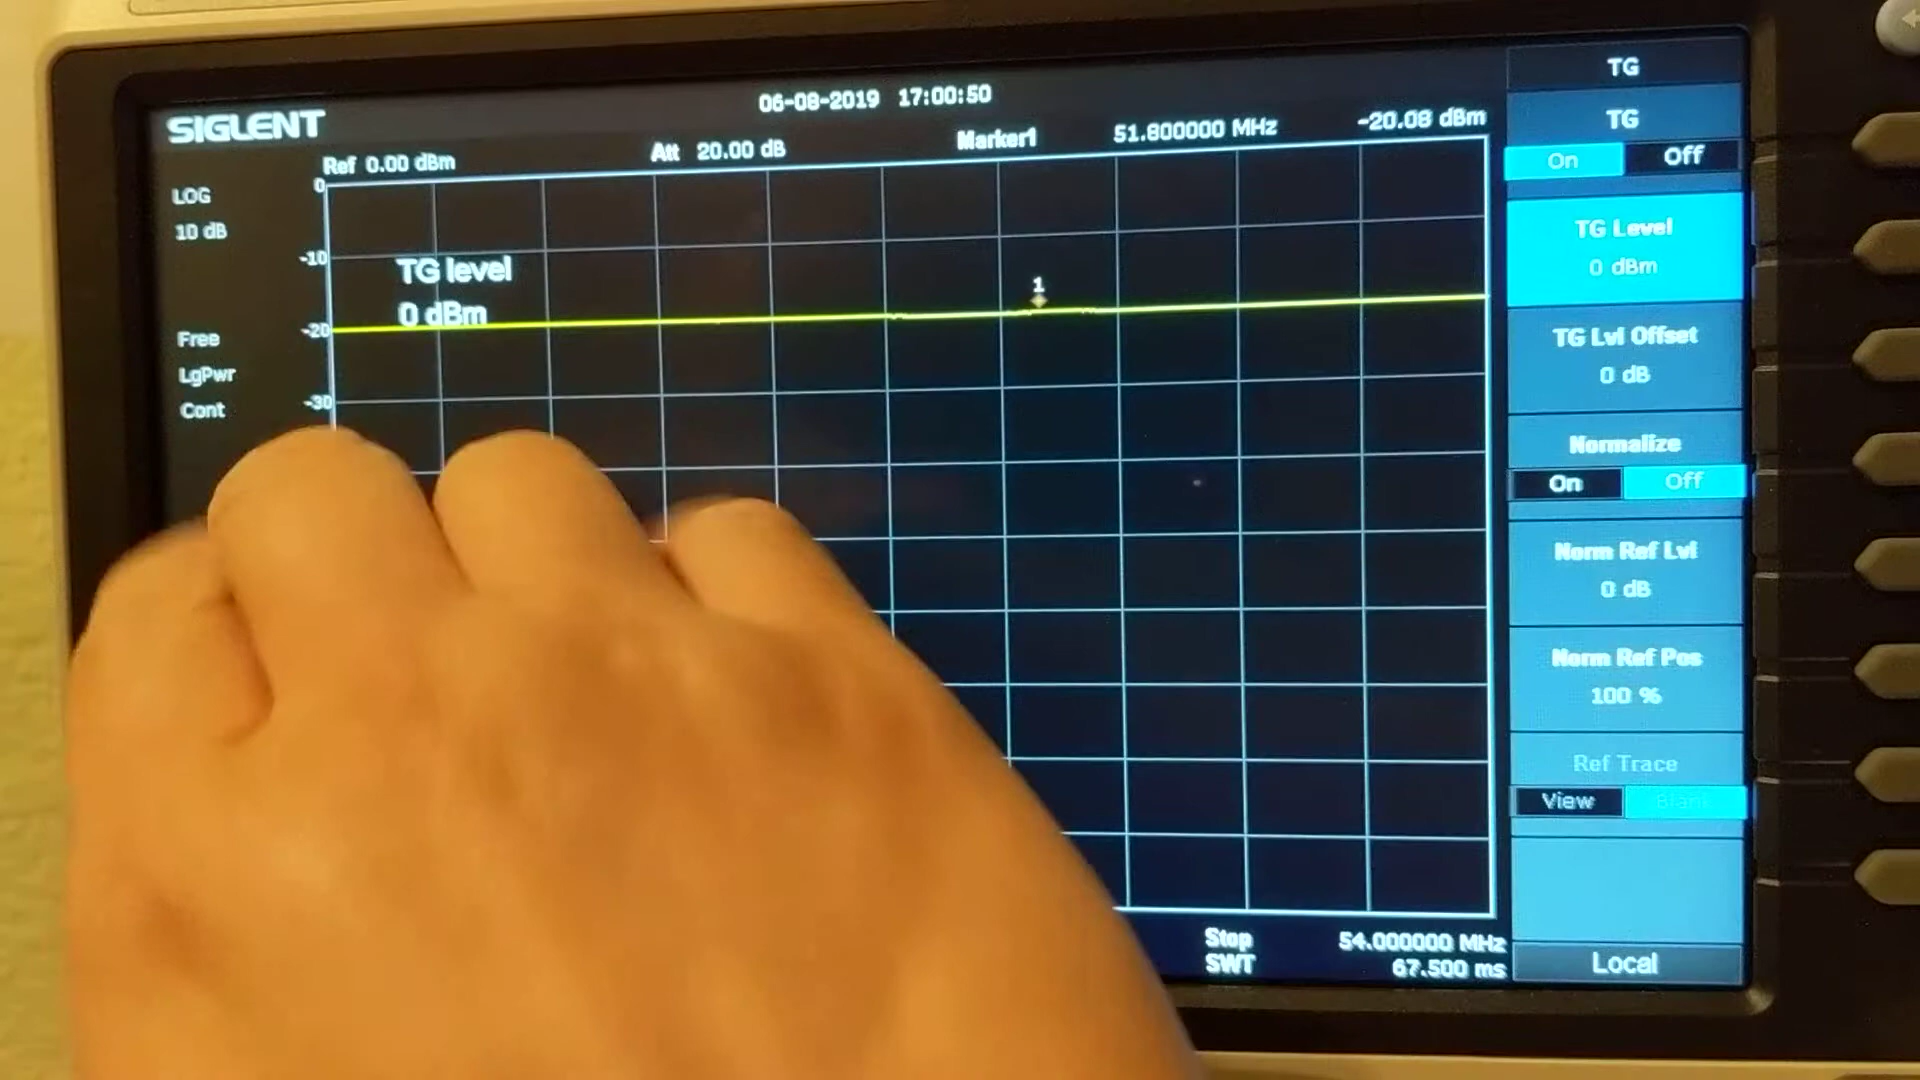 SIGLENT
06-08-2019 17:00:50
Ref 0.00 dBm
Att 20.00 dB
Marker1
51.800000 MHz
-20.08 dBm
LOG
10 dB
Free
LgPwr
Cont
0
-10
-20
-30
TG level
0 dBm
1
Stop 54.000000 MHz
SWT 67.500 ms
TG
TG
On Off
TG Level
0 dBm
TG Lvl Offset
0 dB
Normalize
On Off
Norm Ref Lvl
0 dB
Norm Ref Pos
100 %
Ref Trace
View Blank
Local